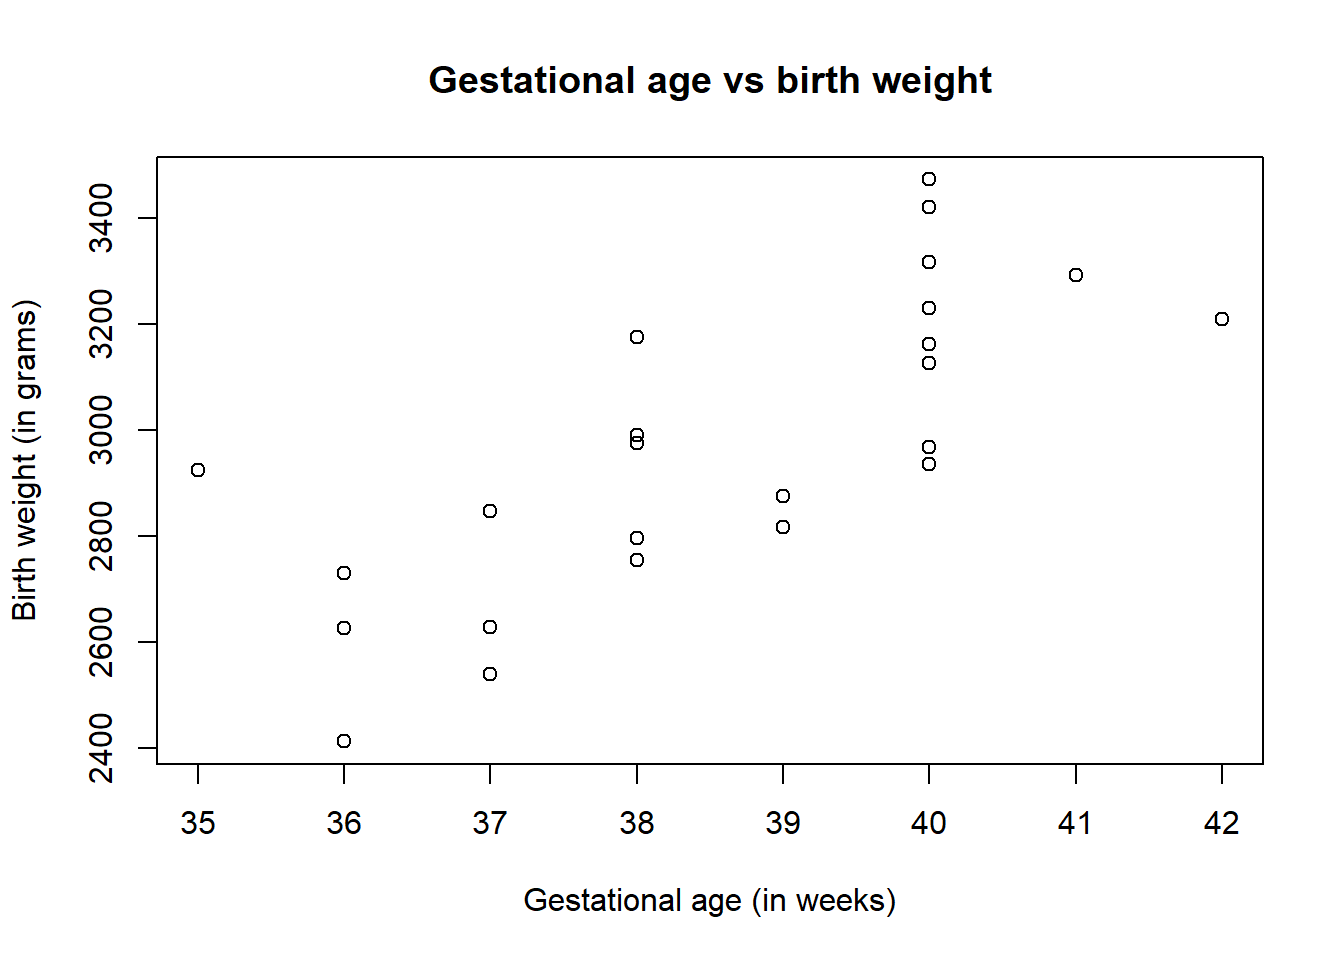 Gestational age vs birth weight
Birth weight (in grams)
3400
3200
3000
2800
2600
2400
35 36 37 38 39 40 41 42
Gestational age (in weeks)